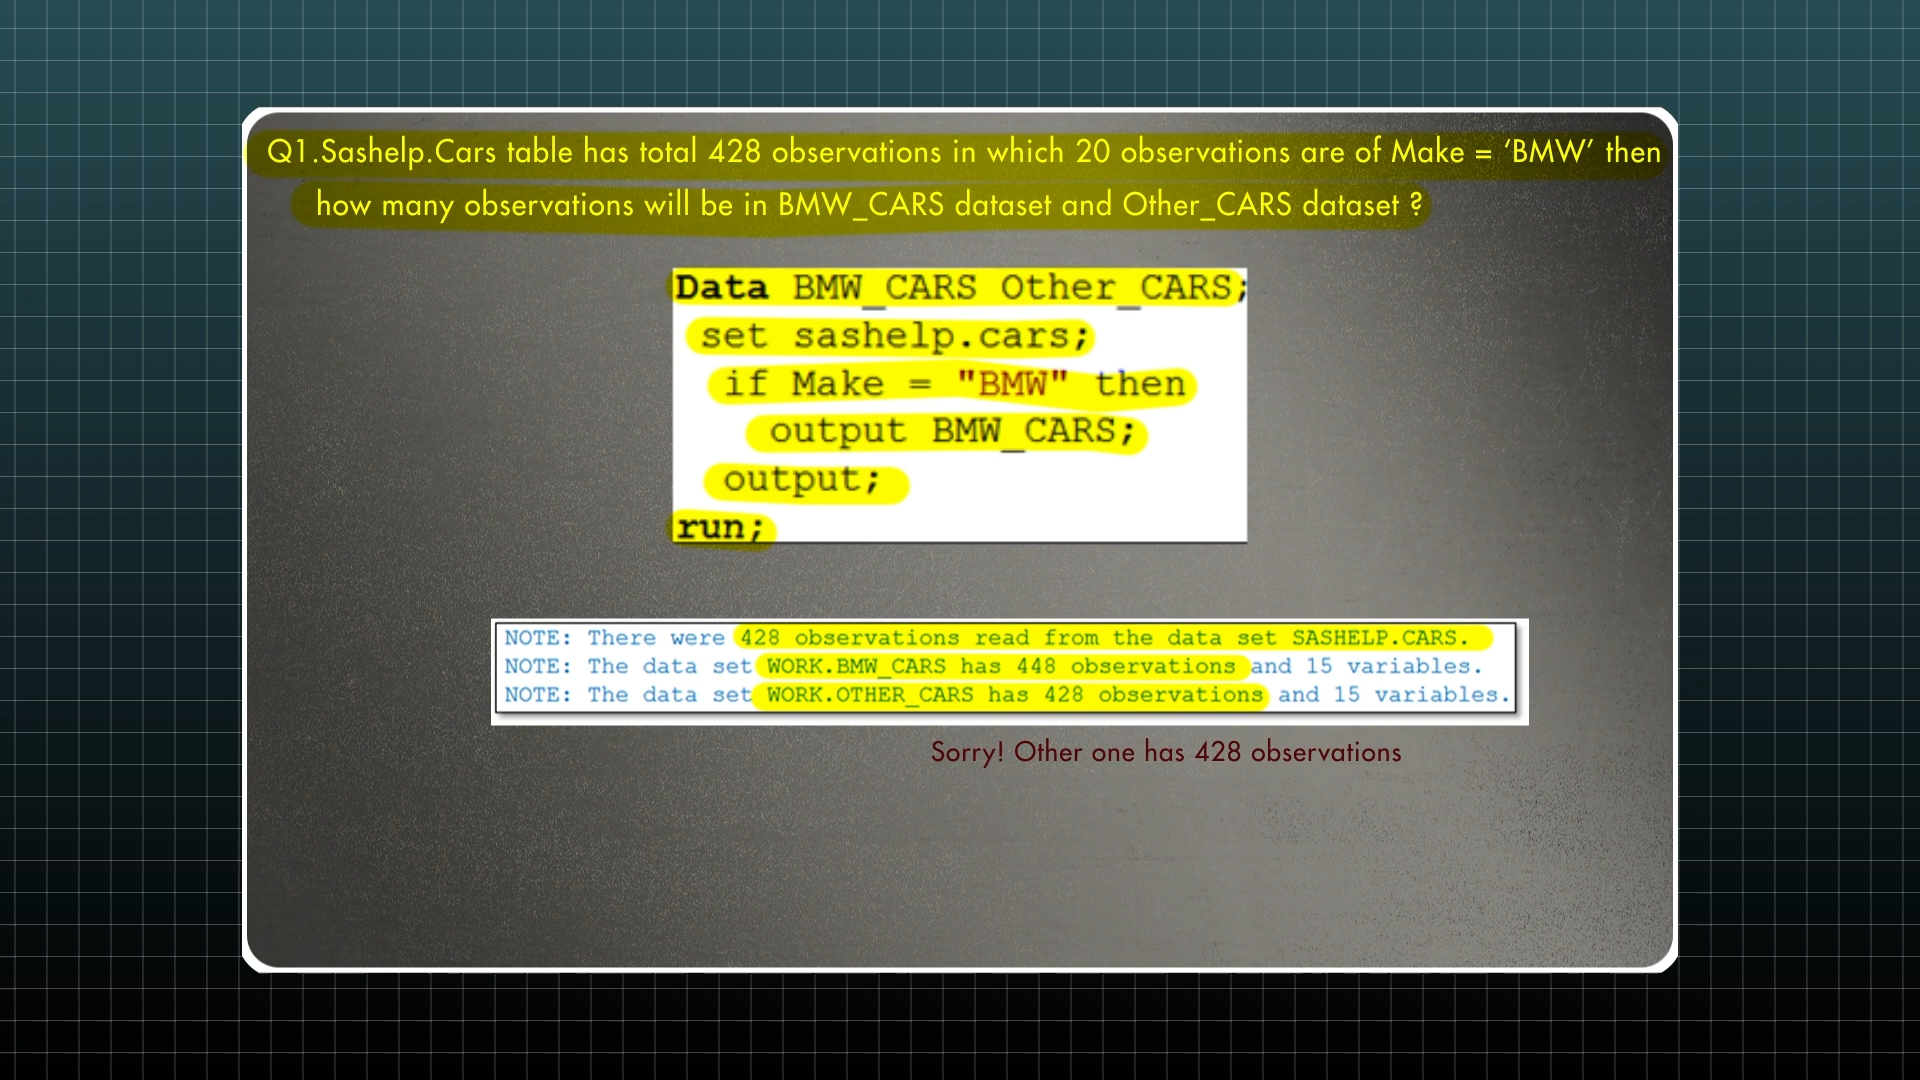 Q1.Sashelp.Cars table has total 428 observations in which 20 observations are of Make = ‘BMW’ then
how many observations will be in BMW_CARS dataset and Other_CARS dataset ?
Data BMW_CARS Other_CARS;
set sashelp.cars;
if Make = "BMW" then
output BMW_CARS;
output;
run;
NOTE: There were 428 observations read from the data set SASHELP.CARS.
NOTE: The data set WORK.BMW_CARS has 448 observations and 15 variables.
NOTE: The data set WORK.OTHER_CARS has 428 observations and 15 variables.
Sorry! Other one has 428 observations